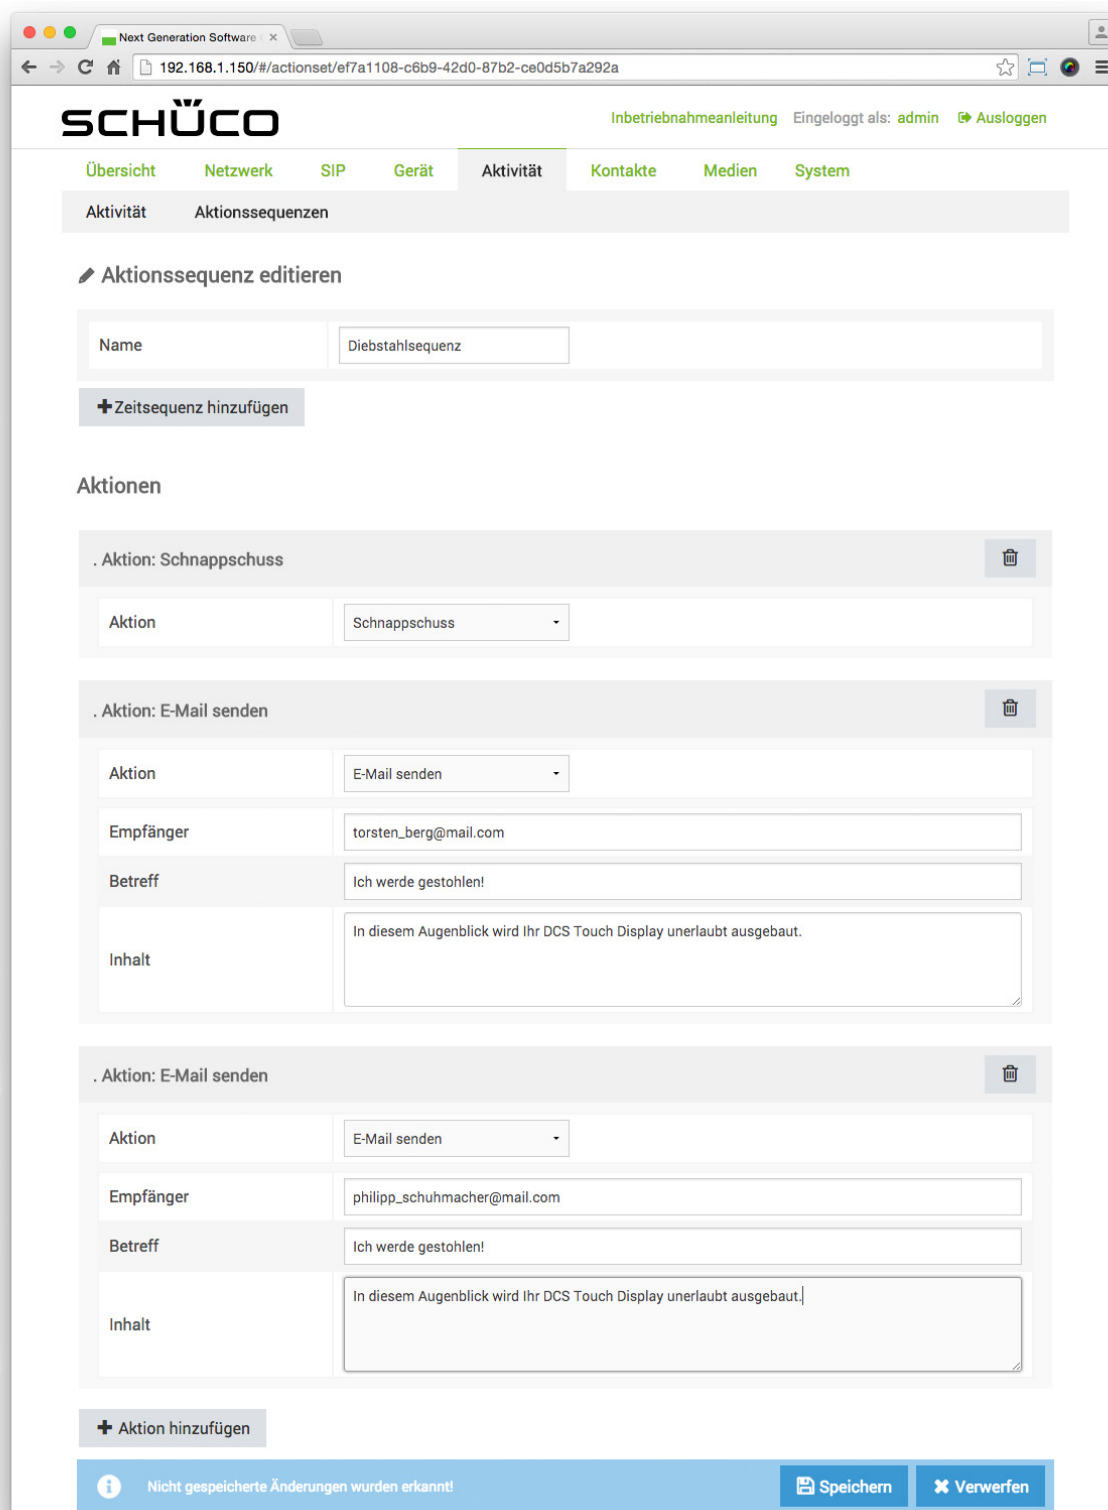 Next Generation Software
192.168.1.150/#/actionset/ef7a1108-c6b9-42d0-87b2-ce0d5b7a292a
SCHÜCO
Inbetriebnahmeanleitung Eingeloggt als: admin Ausloggen
Übersicht Netzwerk SIP Gerät Aktivität Kontakte Medien System
Aktivität Aktionssequenzen
Aktionssequenz editieren
Name Diebstahlsequenz
+Zeitsequenz hinzufügen
Aktionen
. Aktion: Schnappschuss
Aktion Schnappschuss
. Aktion: E-Mail senden
Aktion E-Mail senden
Empfänger torsten_berg@mail.com
Betreff Ich werde gestohlen!
In diesem Augenblick wird Ihr DCS Touch Display unerlaubt ausgebaut.
Inhalt
. Aktion: E-Mail senden
Aktion E-Mail senden
Empfänger philipp_schuhmacher@mail.com
Betreff Ich werde gestohlen!
In diesem Augenblick wird Ihr DCS Touch Display unerlaubt ausgebaut.
Inhalt
+ Aktion hinzufügen
Nicht gespeicherte Änderungen wurden erkannt! Speichern Verwerfen